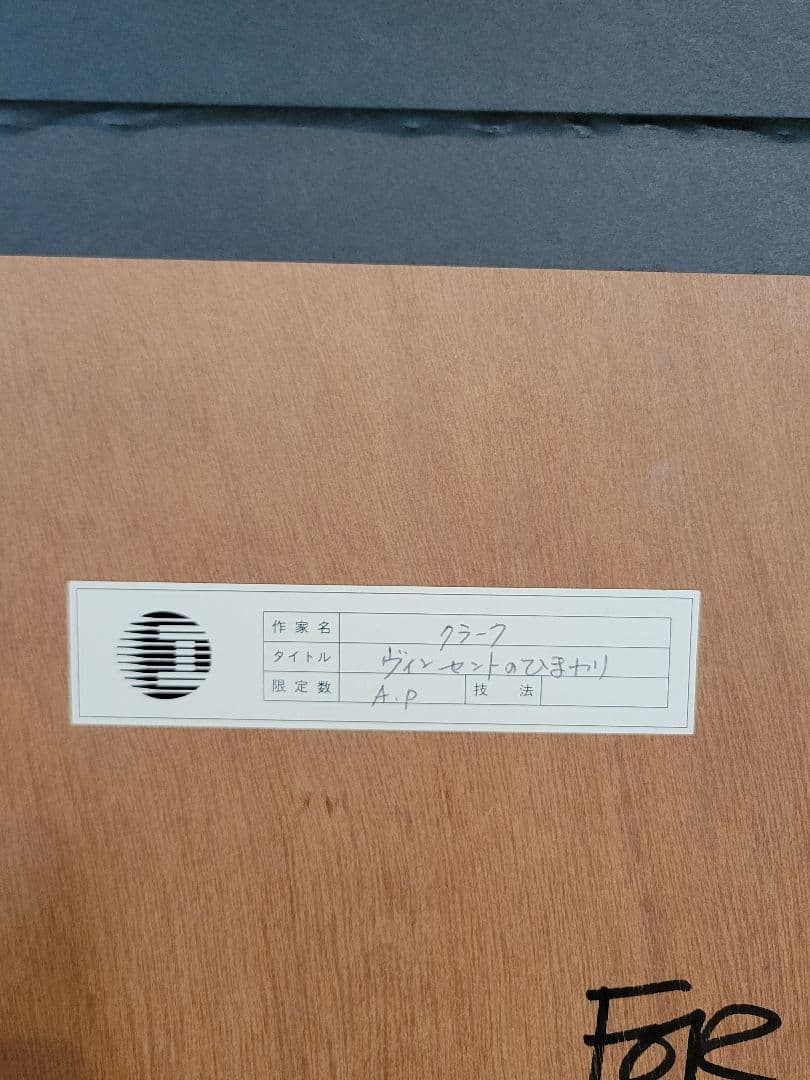 作家名 クラーク
タイトル ヴィンセントのひまわり
限定数 A.P 技法
FOR